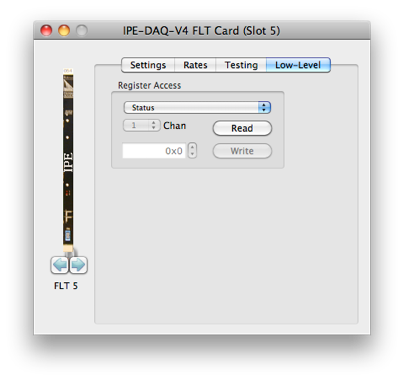 IPE-DAQ-V4 FLT Card (Slot 5)
Settings Rates Testing Low-Level
Register Access
Status
1 Chan Read
0x0 Write
IPE
FLT 5